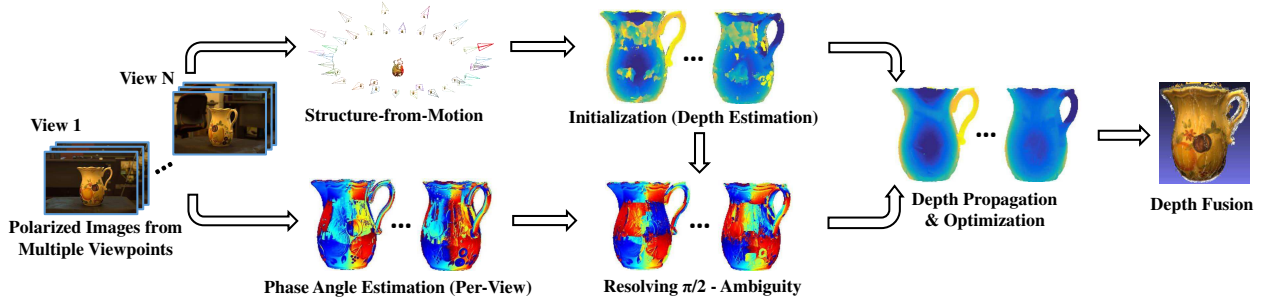 View N
View 1
Polarized Images from
Multiple Viewpoints
Structure-from-Motion
Initialization (Depth Estimation)
Phase Angle Estimation (Per-View)
Resolving π/2 - Ambiguity
Depth Propagation
& Optimization
Depth Fusion